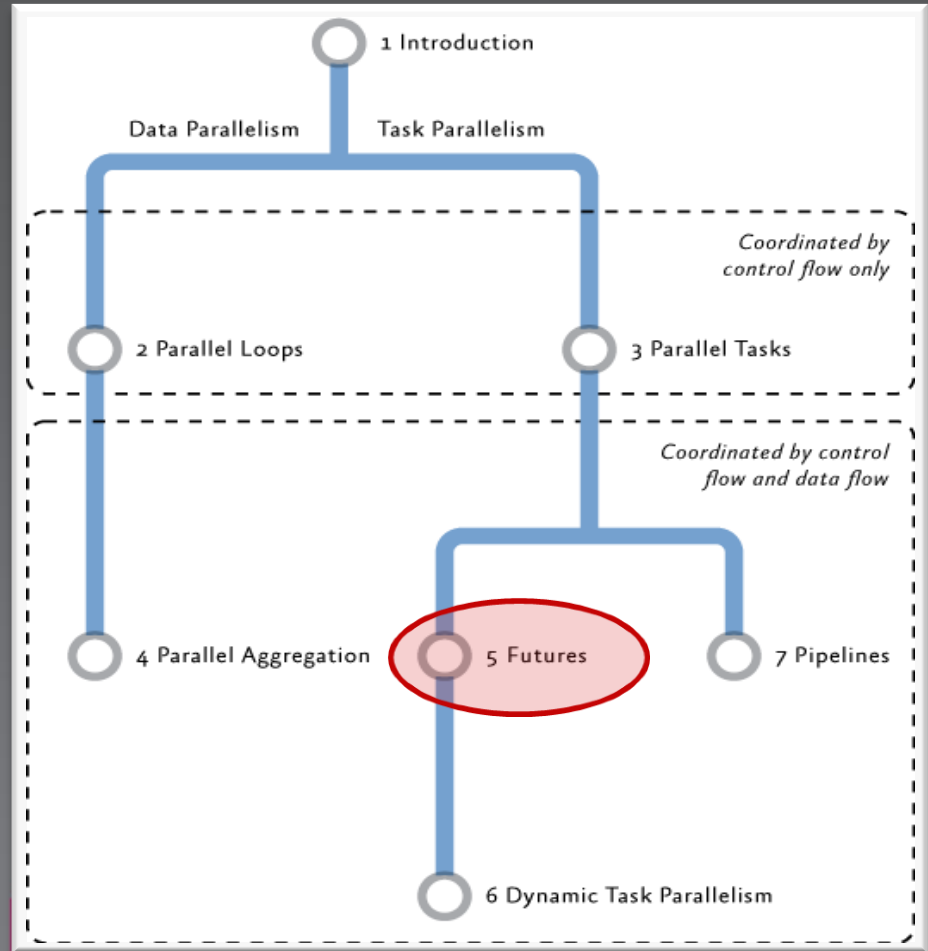 1 Introduction
Data Parallelism
Task Parallelism
Coordinated by
control flow only
2 Parallel Loops
3 Parallel Tasks
Coordinated by control
flow and data flow
4 Parallel Aggregation
5 Futures
7 Pipelines
6 Dynamic Task Parallelism